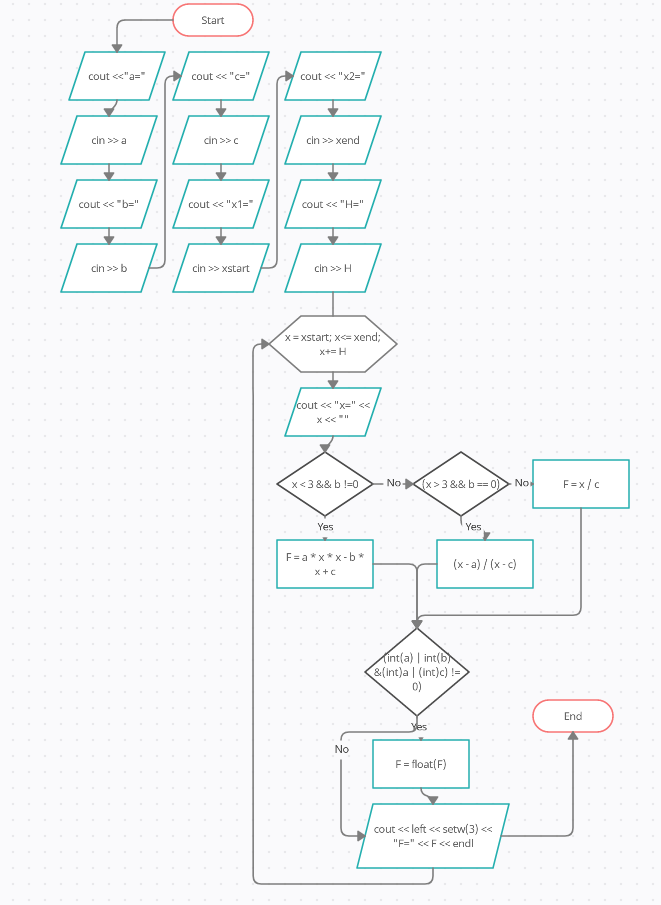 Start
cout <<"a="
cin >> a
cout << "b="
cin >> b
cout << "c="
cin >> c
cout << "x1="
cin >> xstart
cout << "x2="
cin >> xend
cout << "H="
cin >> H
x = xstart; x<= xend;
x+= H
cout << "x=" <<
x << " "
x < 3 && b !=0
No
(x > 3 && b == 0)
No
F = x / c
Yes
Yes
F = a * x * x - b *
x + c
(x - a) / (x - c)
(int(a) | int(b)
&(int)a | (int)c) !=
0)
Yes
No
F = float(F)
End
cout << left << setw(3) <<
"F=" << F << endl